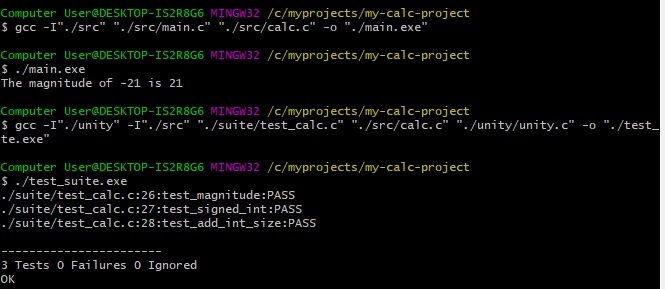 Computer User@DESKTOP-IS2R8G6 MINGW32 /c/myprojects/my-calc-project
$ gcc -I"./src" "./src/main.c" "./src/calc.c" -o "./main.exe"
Computer User@DESKTOP-IS2R8G6 MINGW32 /c/myprojects/my-calc-project
$ ./main.exe
The magnitude of -21 is 21
Computer User@DESKTOP-IS2R8G6 MINGW32 /c/myprojects/my-calc-project
$ gcc -I"./unity" -I"./src" "./suite/test_calc.c" "./src/calc.c" "./unity/unity.c" -o "./test_
te.exe"
Computer User@DESKTOP-IS2R8G6 MINGW32 /c/myprojects/my-calc-project
$ ./test_suite.exe
./suite/test_calc.c:26:test_magnitude:PASS
./suite/test_calc.c:27:test_signed_int:PASS
./suite/test_calc.c:28:test_add_int_size:PASS
-----------------------
3 Tests 0 Failures 0 Ignored
OK